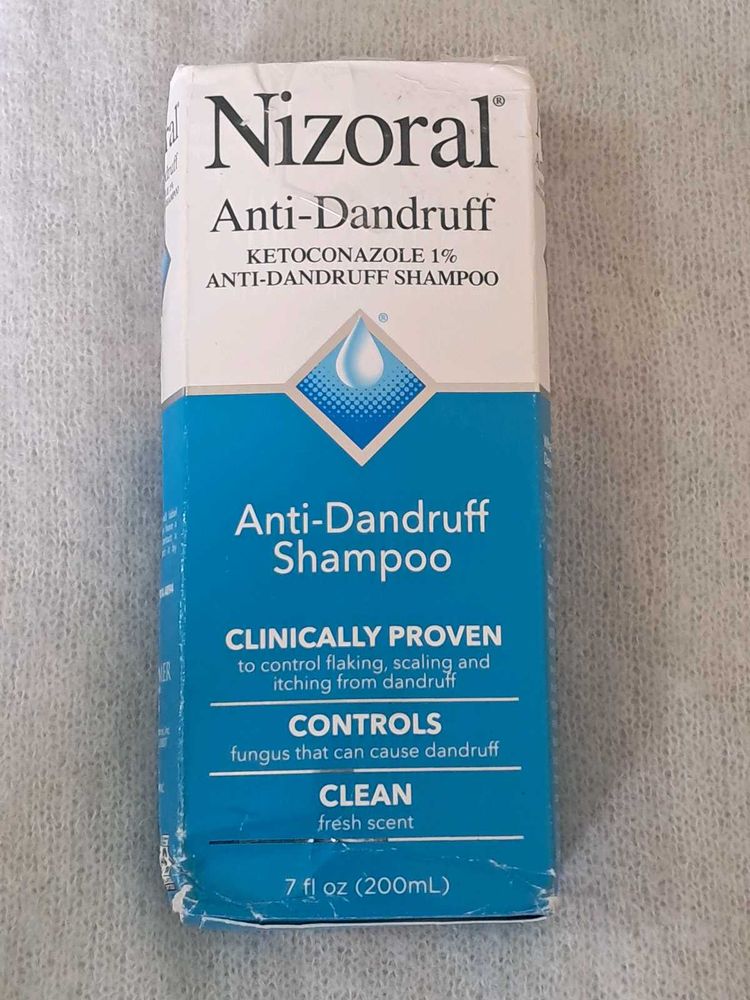 Nizoral®
Anti-Dandruff
KETOCONAZOLE 1%
ANTI-DANDRUFF SHAMPOO
®
Anti-Dandruff
Shampoo
CLINICALLY PROVEN
to control flaking, scaling and
itching from dandruff
CONTROLS
fungus that can cause dandruff
CLEAN
fresh scent
7 fl oz (200mL)